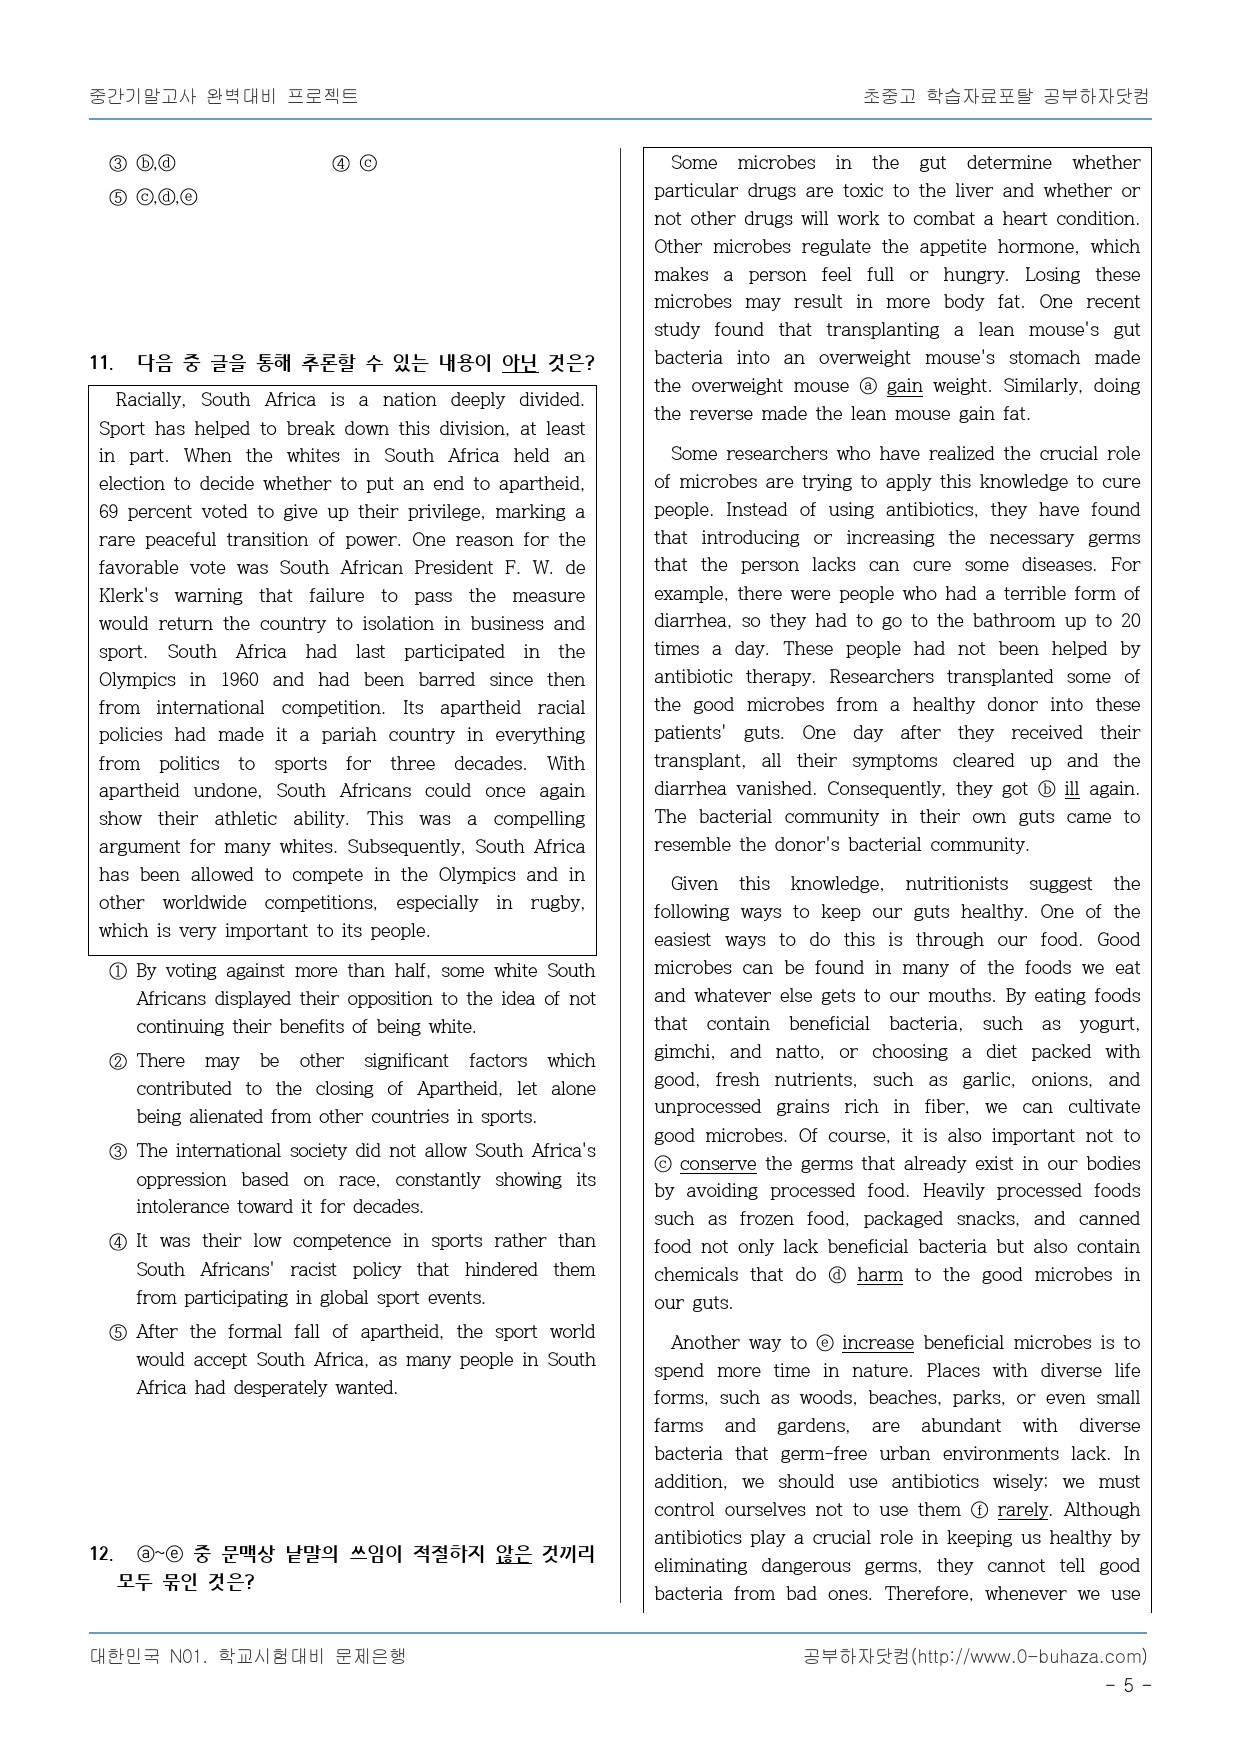 중간기말고사 완벽대비 프로젝트
초중고 학습자료포탈 공부하자닷컴
③ ⓑ,ⓓ
④ ⓒ
⑤ ⓒ,ⓓ,ⓔ
11. 다음 중 글을 통해 추론할 수 있는 내용이 아닌 것은?
Racially, South Africa is a nation deeply divided.
Sport has helped to break down this division, at least
in part. When the whites in South Africa held an
election to decide whether to put an end to apartheid,
69 percent voted to give up their privilege, marking a
rare peaceful transition of power. One reason for the
favorable vote was South African President F. W. de
Klerk's warning that failure to pass the measure
would return the country to isolation in business and
sport. South Africa had last participated in the
Olympics in 1960 and had been barred since then
from international competition. Its apartheid racial
policies had made it a pariah country in everything
from politics to sports for three decades. With
apartheid undone, South Africans could once again
show their athletic ability. This was a compelling
argument for many whites. Subsequently, South Africa
has been allowed to compete in the Olympics and in
other worldwide competitions, especially in rugby,
which is very important to its people.
① By voting against more than half, some white South
Africans displayed their opposition to the idea of not
continuing their benefits of being white.
② There may be other significant factors which
contributed to the closing of Apartheid, let alone
being alienated from other countries in sports.
③ The international society did not allow South Africa's
oppression based on race, constantly showing its
intolerance toward it for decades.
④ It was their low competence in sports rather than
South Africans' racist policy that hindered them
from participating in global sport events.
⑤ After the formal fall of apartheid, the sport world
would accept South Africa, as many people in South
Africa had desperately wanted.
12. ⓐ~ⓔ 중 문맥상 낱말의 쓰임이 적절하지 않은 것끼리
모두 묶인 것은?
Some microbes in the gut determine whether
particular drugs are toxic to the liver and whether or
not other drugs will work to combat a heart condition.
Other microbes regulate the appetite hormone, which
makes a person feel full or hungry. Losing these
microbes may result in more body fat. One recent
study found that transplanting a lean mouse's gut
bacteria into an overweight mouse's stomach made
the overweight mouse ⓐ gain weight. Similarly, doing
the reverse made the lean mouse gain fat.
Some researchers who have realized the crucial role
of microbes are trying to apply this knowledge to cure
people. Instead of using antibiotics, they have found
that introducing or increasing the necessary germs
that the person lacks can cure some diseases. For
example, there were people who had a terrible form of
diarrhea, so they had to go to the bathroom up to 20
times a day. These people had not been helped by
antibiotic therapy. Researchers transplanted some of
the good microbes from a healthy donor into these
patients' guts. One day after they received their
transplant, all their symptoms cleared up and the
diarrhea vanished. Consequently, they got ⓑ ill again.
The bacterial community in their own guts came to
resemble the donor's bacterial community.
Given this knowledge, nutritionists suggest the
following ways to keep our guts healthy. One of the
easiest ways to do this is through our food. Good
microbes can be found in many of the foods we eat
and whatever else gets to our mouths. By eating foods
that contain beneficial bacteria, such as yogurt,
gimchi, and natto, or choosing a diet packed with
good, fresh nutrients, such as garlic, onions, and
unprocessed grains rich in fiber, we can cultivate
good microbes. Of course, it is also important not to
ⓒ conserve the germs that already exist in our bodies
by avoiding processed food. Heavily processed foods
such as frozen food, packaged snacks, and canned
food not only lack beneficial bacteria but also contain
chemicals that do ⓓ harm to the good microbes in
our guts.
Another way to ⓔ increase beneficial microbes is to
spend more time in nature. Places with diverse life
forms, such as woods, beaches, parks, or even small
farms and gardens, are abundant with diverse
bacteria that germ-free urban environments lack. In
addition, we should use antibiotics wisely; we must
control ourselves not to use them ⓕ rarely. Although
antibiotics play a crucial role in keeping us healthy by
eliminating dangerous germs, they cannot tell good
bacteria from bad ones. Therefore, whenever we use
대한민국 N01. 학교시험대비 문제은행
공부하자닷컴(http://www.0-buhaza.com)
- 5 -